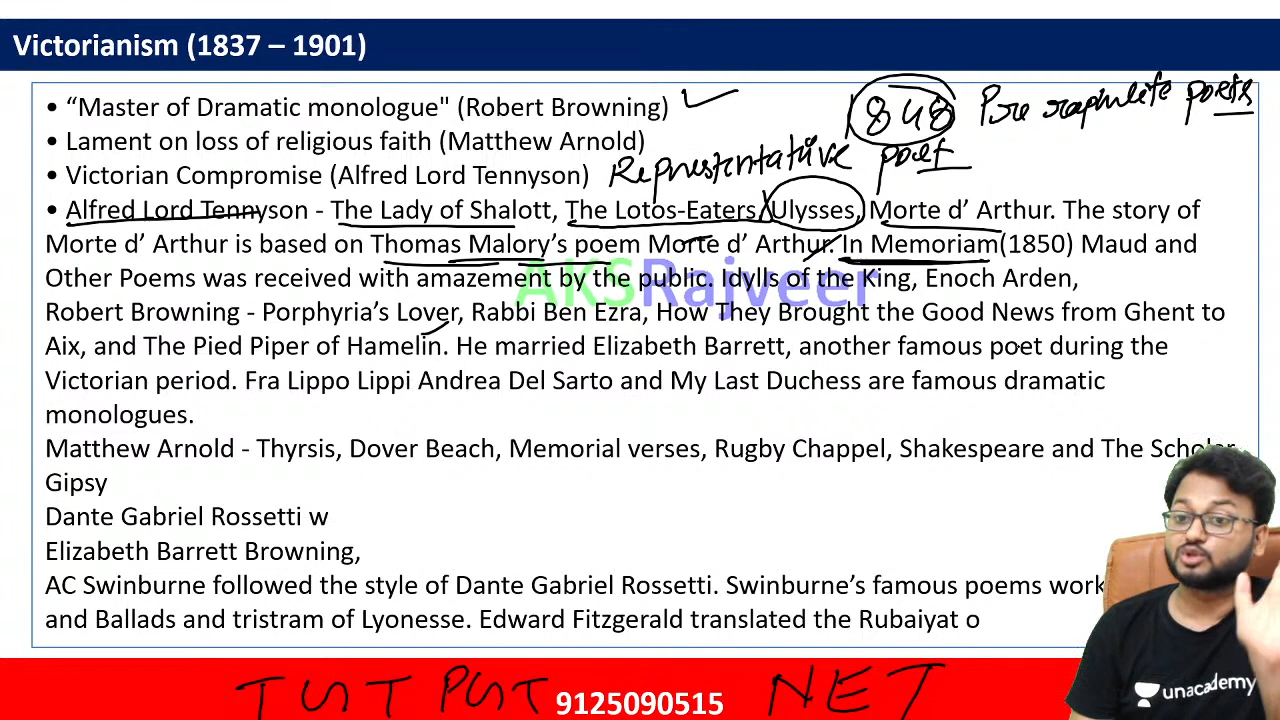 Victorianism (1837 – 1901)
• “Master of Dramatic monologue" (Robert Browning)
1848 Pre rapinlite poets
• Lament on loss of religious faith (Matthew Arnold)
• Victorian Compromise (Alfred Lord Tennyson) Representative poet
• Alfred Lord Tennyson - The Lady of Shalott, The Lotos-Eaters, Ulysses, Morte d’ Arthur. The story of
Morte d’ Arthur is based on Thomas Malory’s poem Morte d’ Arthur. In Memoriam(1850) Maud and
Other Poems was received with amazement by the public. Idylls of the King, Enoch Arden,
AKSRajveer
Robert Browning - Porphyria’s Lover, Rabbi Ben Ezra, How They Brought the Good News from Ghent to
Aix, and The Pied Piper of Hamelin. He married Elizabeth Barrett, another famous poet during the
Victorian period. Fra Lippo Lippi Andrea Del Sarto and My Last Duchess are famous dramatic
monologues.
Matthew Arnold - Thyrsis, Dover Beach, Memorial verses, Rugby Chappel, Shakespeare and The Scholar
Gipsy
Dante Gabriel Rossetti w
Elizabeth Barrett Browning,
AC Swinburne followed the style of Dante Gabriel Rossetti. Swinburne’s famous poems work
and Ballads and tristram of Lyonesse. Edward Fitzgerald translated the Rubaiyat o
unacademy
TGT PGT 9125090515 NET